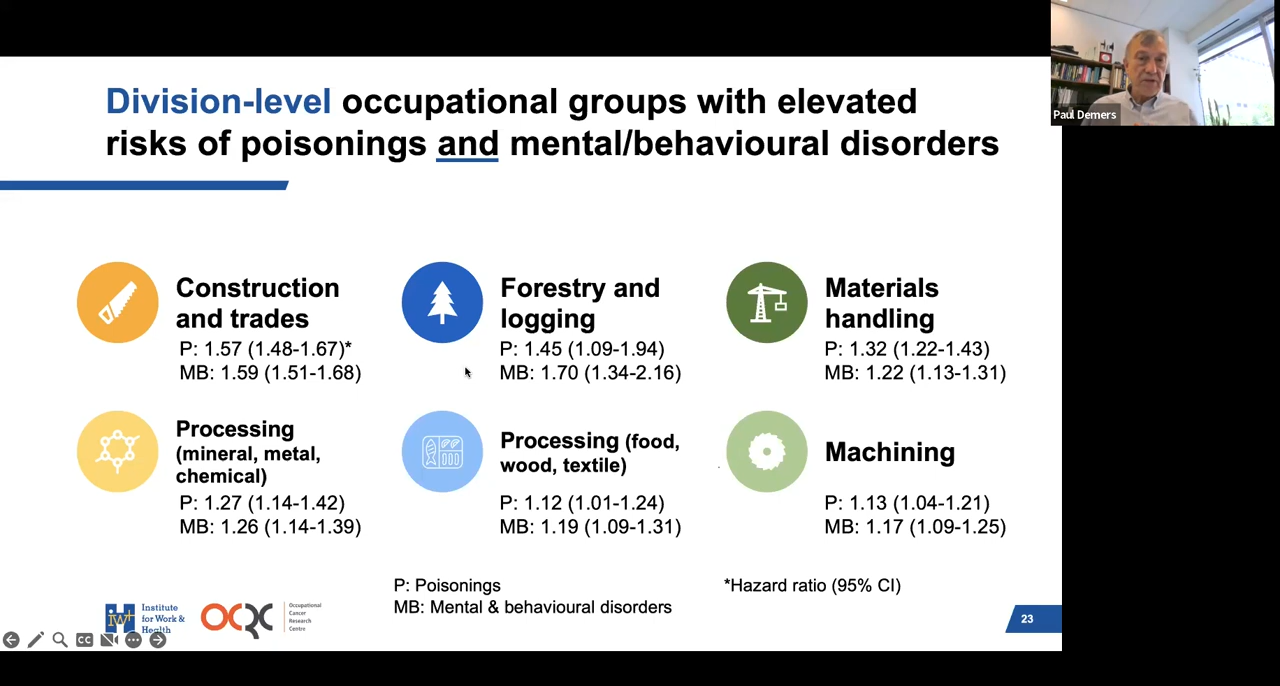 Division-level occupational groups with elevated
risks of poisonings and mental/behavioural disorders
Paul Demers
Construction
and trades
P: 1.57 (1.48-1.67)*
MB: 1.59 (1.51-1.68)
Forestry and
logging
P: 1.45 (1.09-1.94)
MB: 1.70 (1.34-2.16)
Materials
handling
P: 1.32 (1.22-1.43)
MB: 1.22 (1.13-1.31)
Processing
(mineral, metal,
chemical)
P: 1.27 (1.14-1.42)
MB: 1.26 (1.14-1.39)
Processing (food,
wood, textile)
P: 1.12 (1.01-1.24)
MB: 1.19 (1.09-1.31)
Machining
P: 1.13 (1.04-1.21)
MB: 1.17 (1.09-1.25)
P: Poisonings
MB: Mental & behavioural disorders
*Hazard ratio (95% CI)
iwh
Institute
for Work &
Health
OCRC
Occupational
Cancer
Research
Centre
CC
23